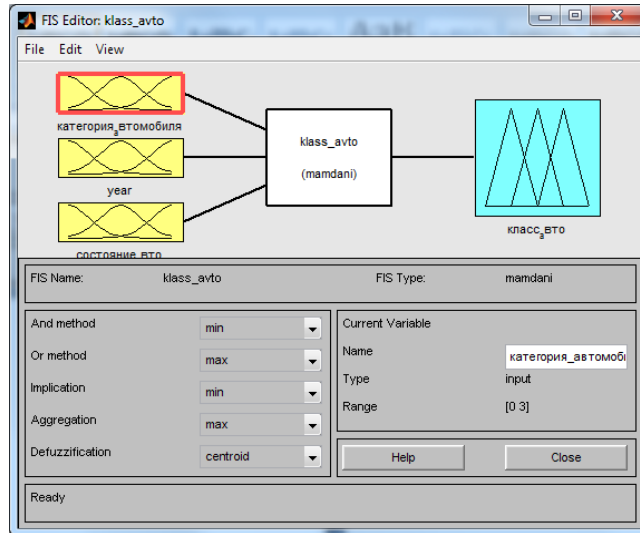 FIS Editor: klass_avto
File Edit View
категория_автомобиля
year
состояние_вто
klass_avto
(mamdani)
класс_авто
FIS Name: klass_avto FIS Type: mamdani
And method min
Or method max
Implication min
Aggregation max
Defuzzification centroid
Current Variable
Name категория_автомоби
Type input
Range [0 3]
Help Close
Ready